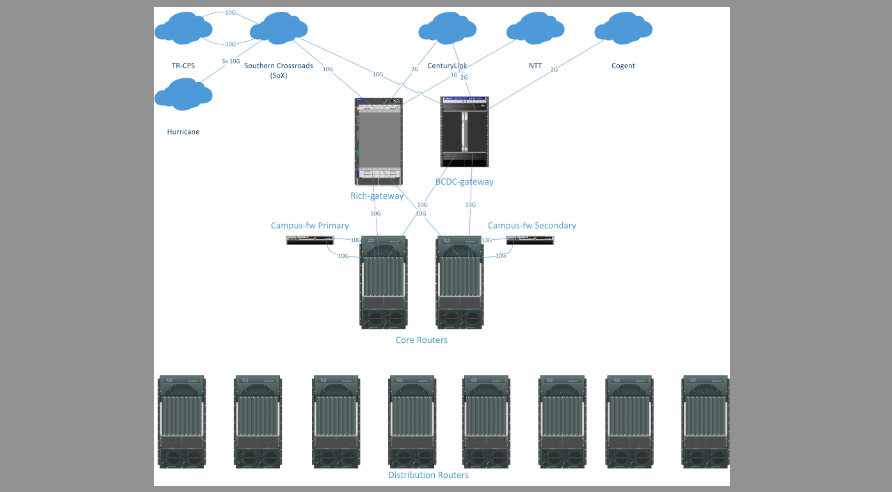 10G
10G
TR-CPS
Southern Crossroads
(SoX)
CenturyLink
NTT
Cogent
3x 10G
10G
10G
2G
1G
2G
2G
Hurricane
Rich-gateway
BCDC-gateway
10G
10G
10G
10G
Campus-fw Primary
Campus-fw Secondary
10G
10G
10G
10G
Core Routers
Distribution Routers